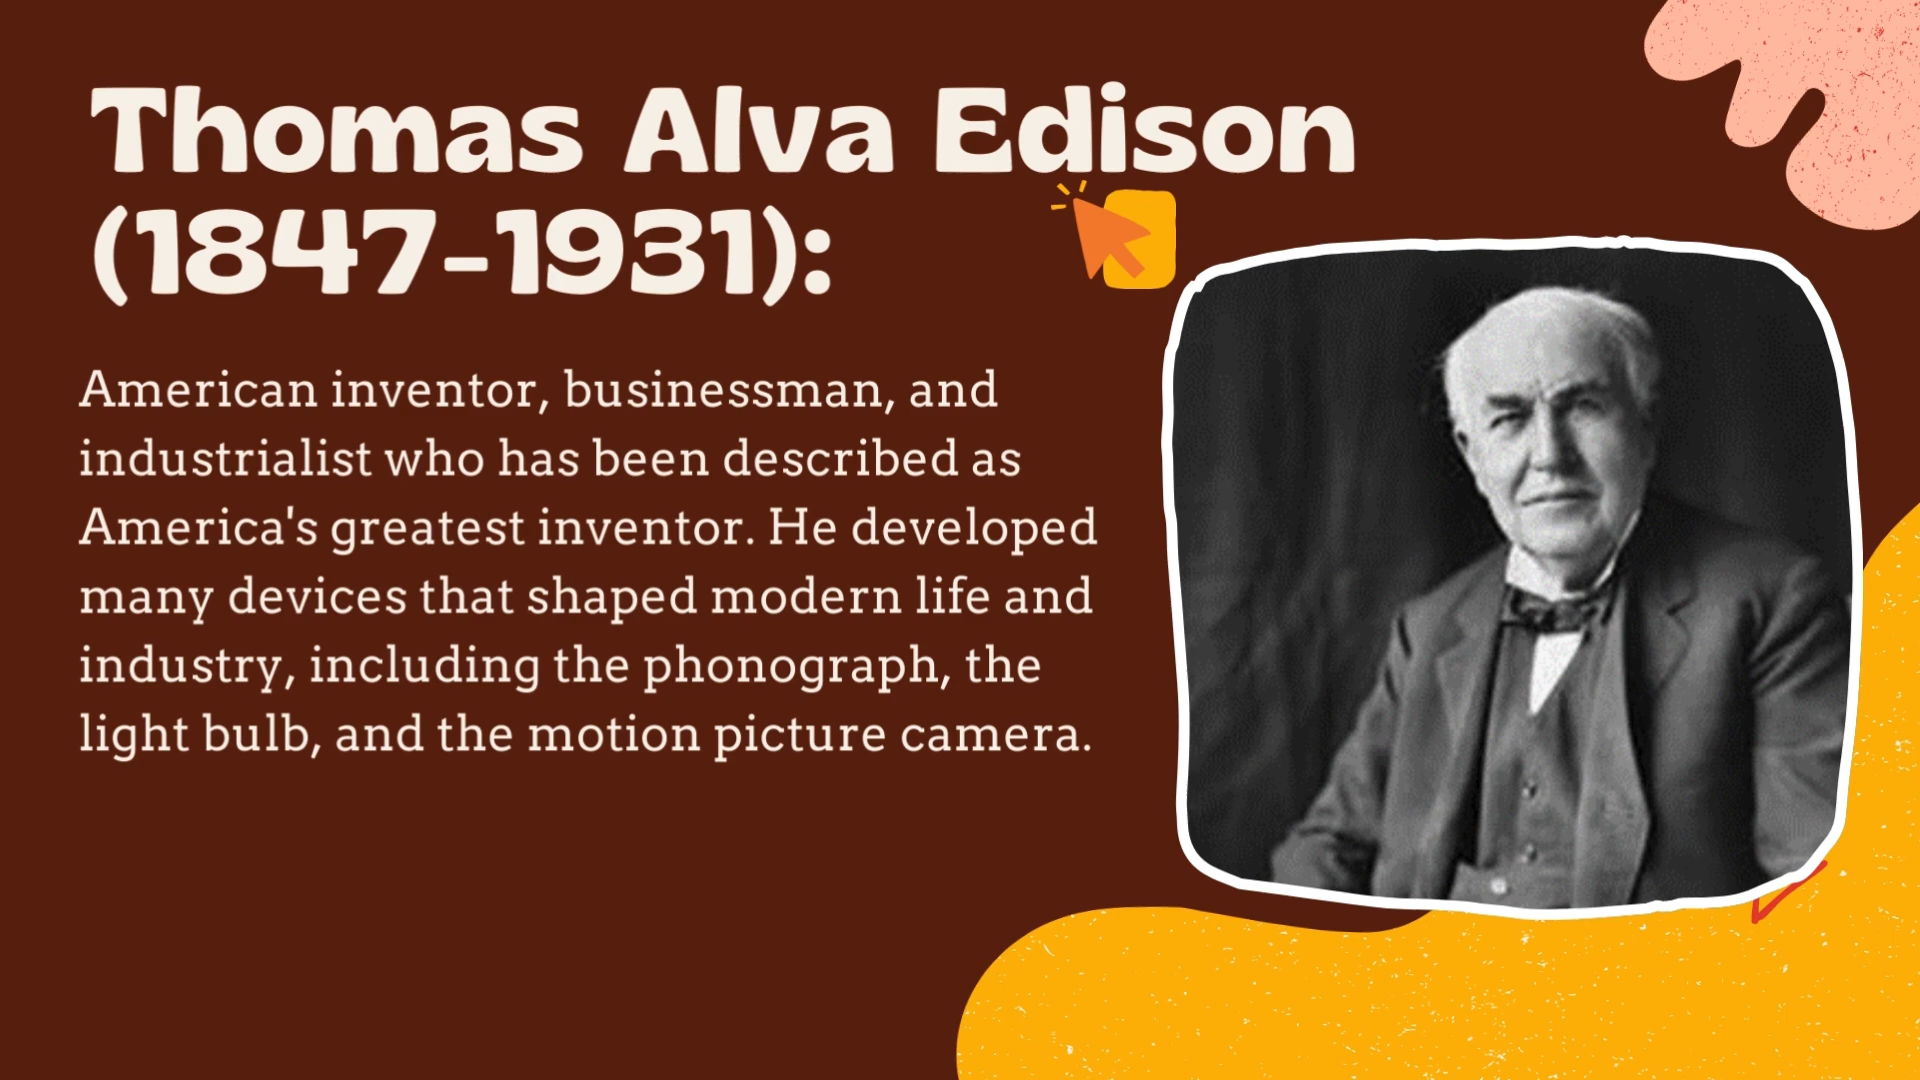 Thomas Alva Edison
(1847-1931):
American inventor, businessman, and
industrialist who has been described as
America's greatest inventor. He developed
many devices that shaped modern life and
industry, including the phonograph, the
light bulb, and the motion picture camera.